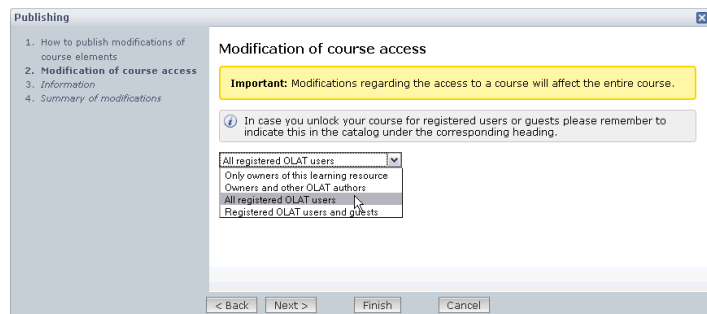 Publishing
1. How to publish modifications of
course elements
2. Modification of course access
3. Information
4. Summary of modifications
Modification of course access
Important: Modifications regarding the access to a course will affect the entire course.
In case you unlock your course for registered users or guests please remember to
indicate this in the catalog under the corresponding heading.
All registered OLAT users
Only owners of this learning resource
Owners and other OLAT authors
All registered OLAT users
Registered OLAT users and guests
< Back Next > Finish Cancel